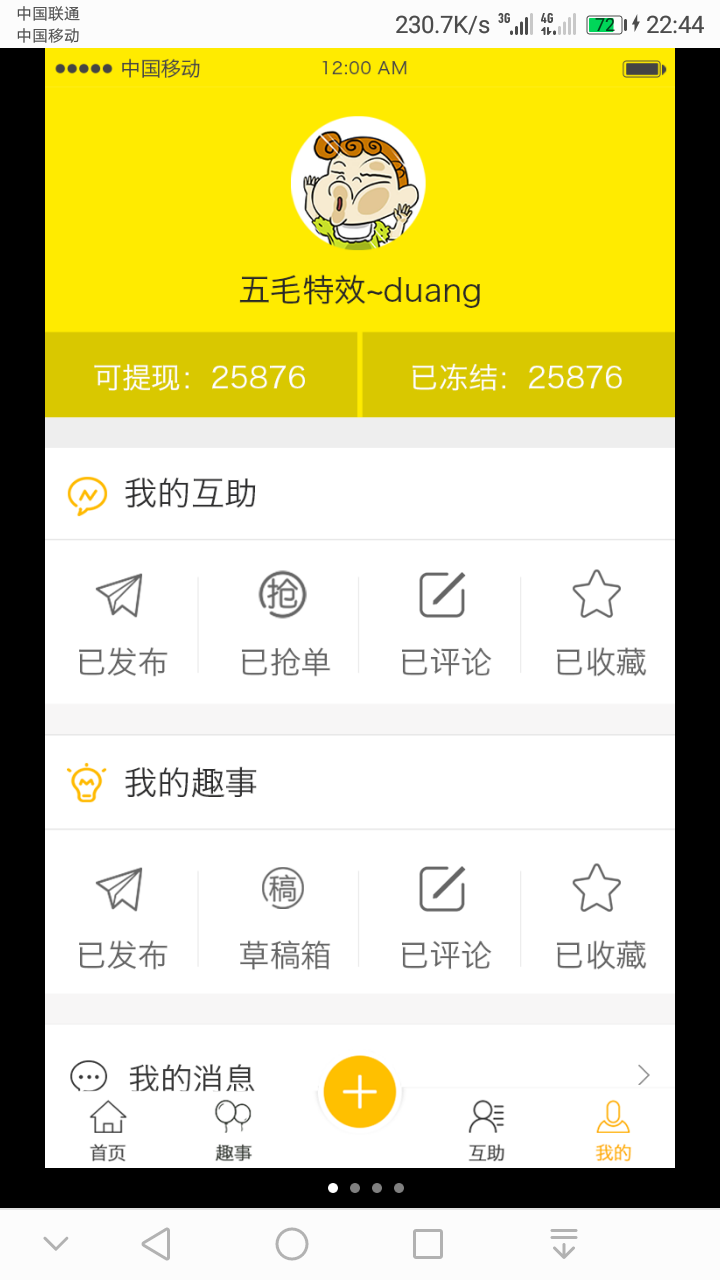 中国联通
中国移动
230.7K/s 3G 4G 72 22:44
中国移动 12:00 AM
五毛特效~duang
可提现：25876 已冻结：25876
我的互助
抢
已发布 已抢单 已评论 已收藏
我的趣事
稿
已发布 草稿箱 已评论 已收藏
我的消息
首页 趣事 互助 我的